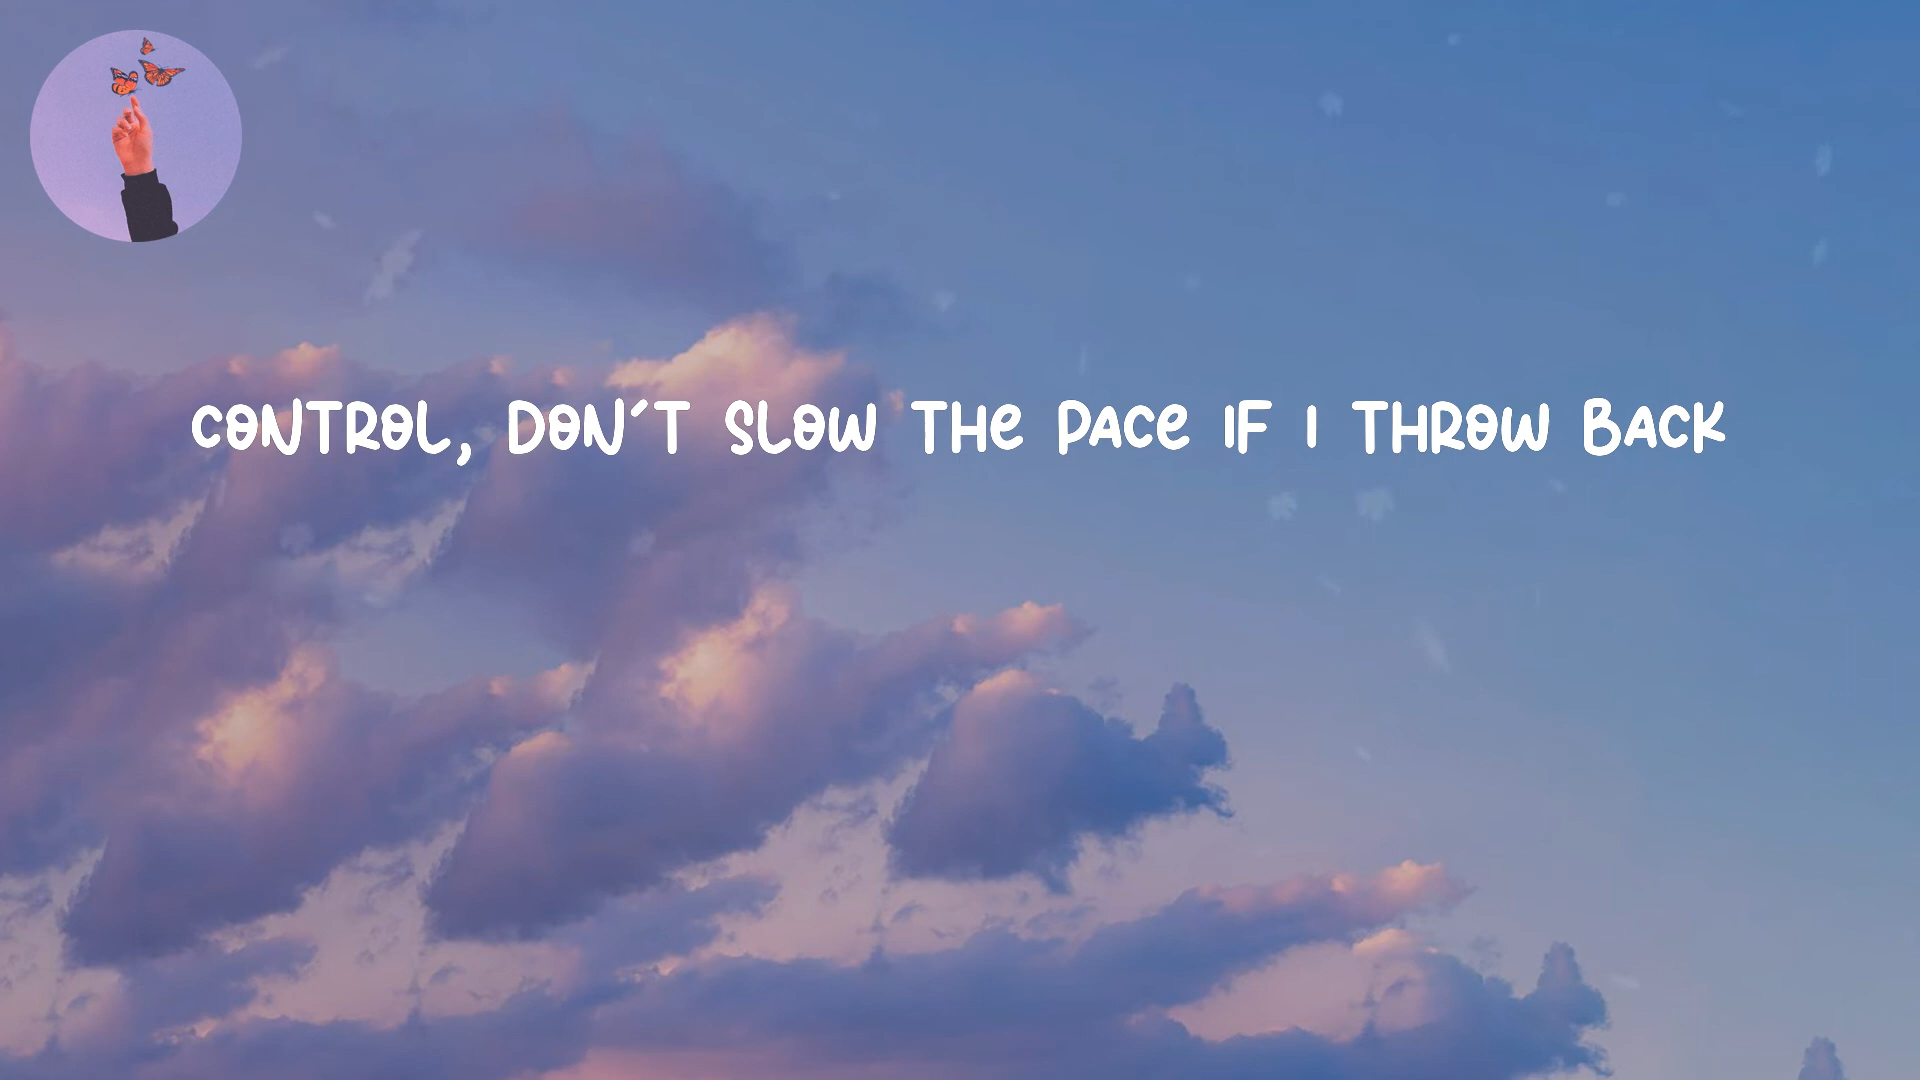 CONTROL, DON'T SLOW THE PACE IF I THROW BACK